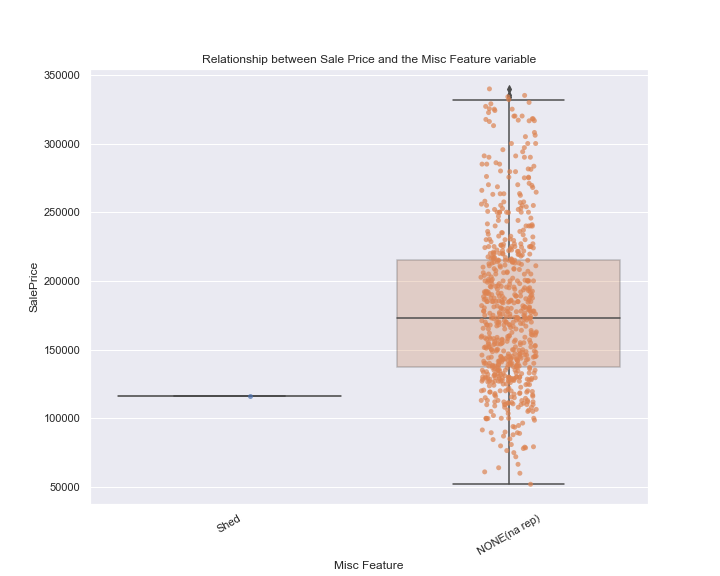 Relationship between Sale Price and the Misc Feature variable
350000
300000
250000
200000
150000
100000
50000
SalePrice
Shed
NONE(na rep)
Misc Feature